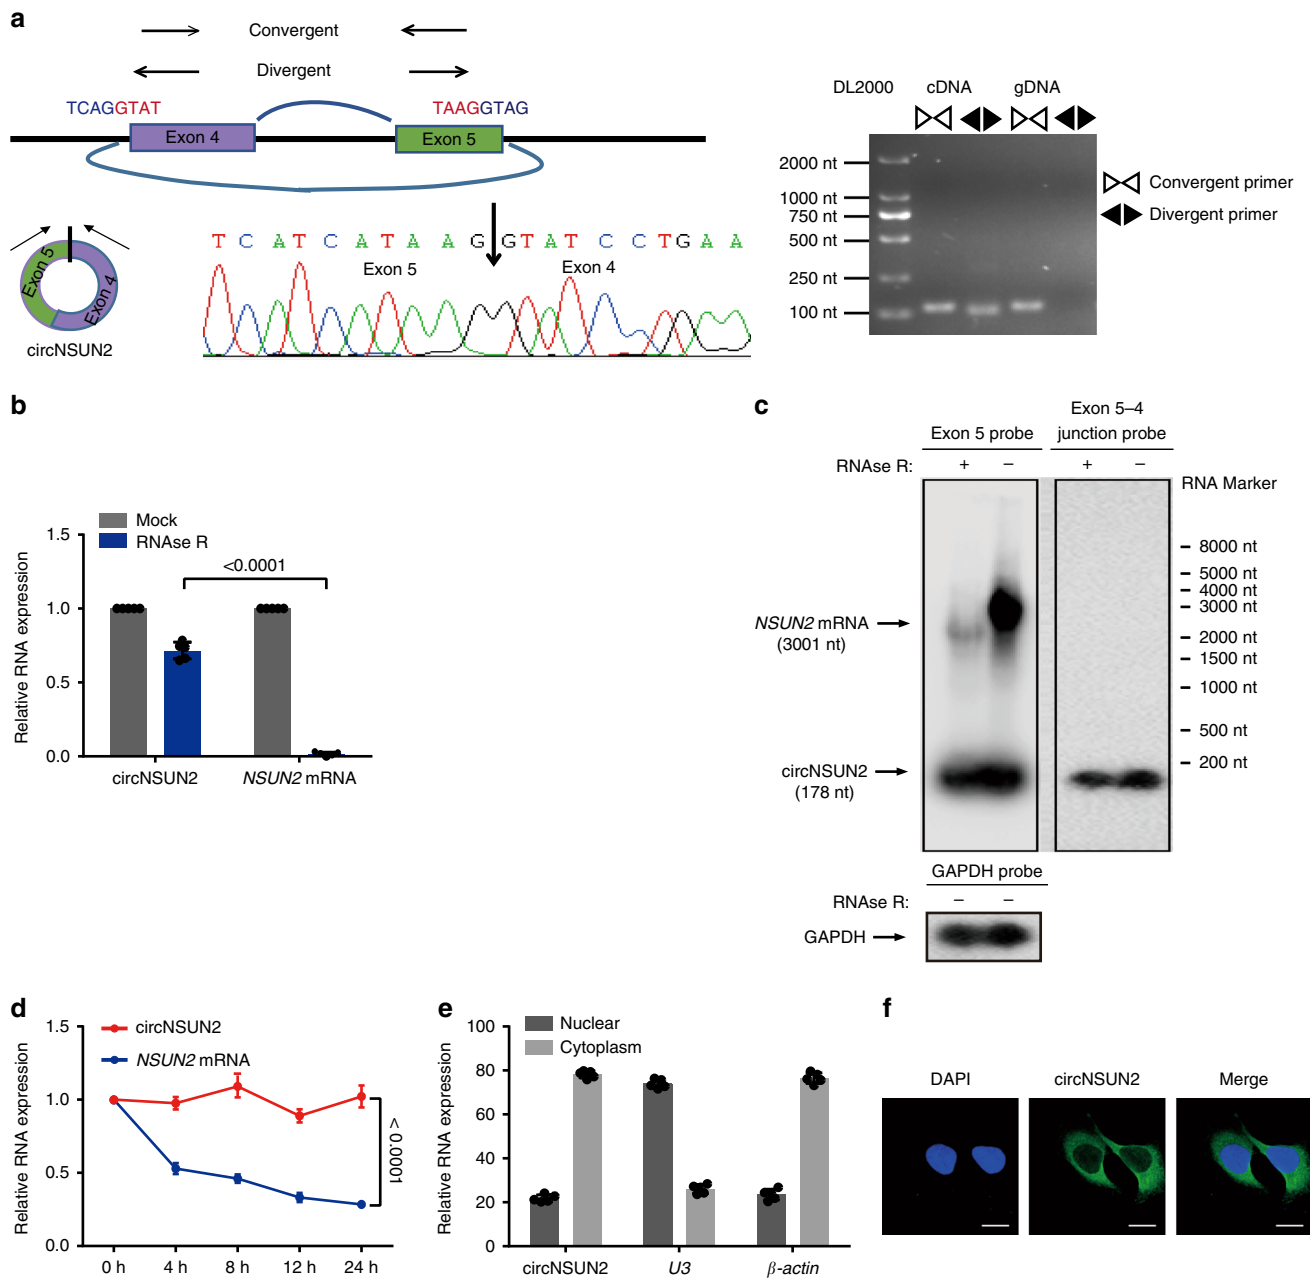 a
Convergent
Divergent
TCAGGTAT
TAAGGTAG
Exon 4
Exon 5
Exon 5
Exon 4
circNSUN2
T C A T C A T A A G G T A T C C T G A A
Exon 5
Exon 4
DL2000
cDNA
gDNA
2000 nt
1000 nt
750 nt
500 nt
250 nt
100 nt
Convergent primer
Divergent primer
b
Mock
RNAse R
Relative RNA expression
1.5
1.0
0.5
0.0
<0.0001
circNSUN2
NSUN2 mRNA
c
Exon 5 probe
Exon 5–4
junction probe
RNAse R:
+
–
+
–
RNA Marker
8000 nt
5000 nt
4000 nt
3000 nt
2000 nt
1500 nt
1000 nt
500 nt
200 nt
NSUN2 mRNA
(3001 nt)
circNSUN2
(178 nt)
GAPDH probe
RNAse R:
–
–
GAPDH
d
circNSUN2
NSUN2 mRNA
Relative RNA expression
1.5
1.0
0.5
0.0
<0.0001
0 h
4 h
8 h
12 h
24 h
e
Nuclear
Cytoplasm
Relative RNA expression
100
80
60
40
20
0
circNSUN2
U3
β-actin
f
DAPI
circNSUN2
Merge